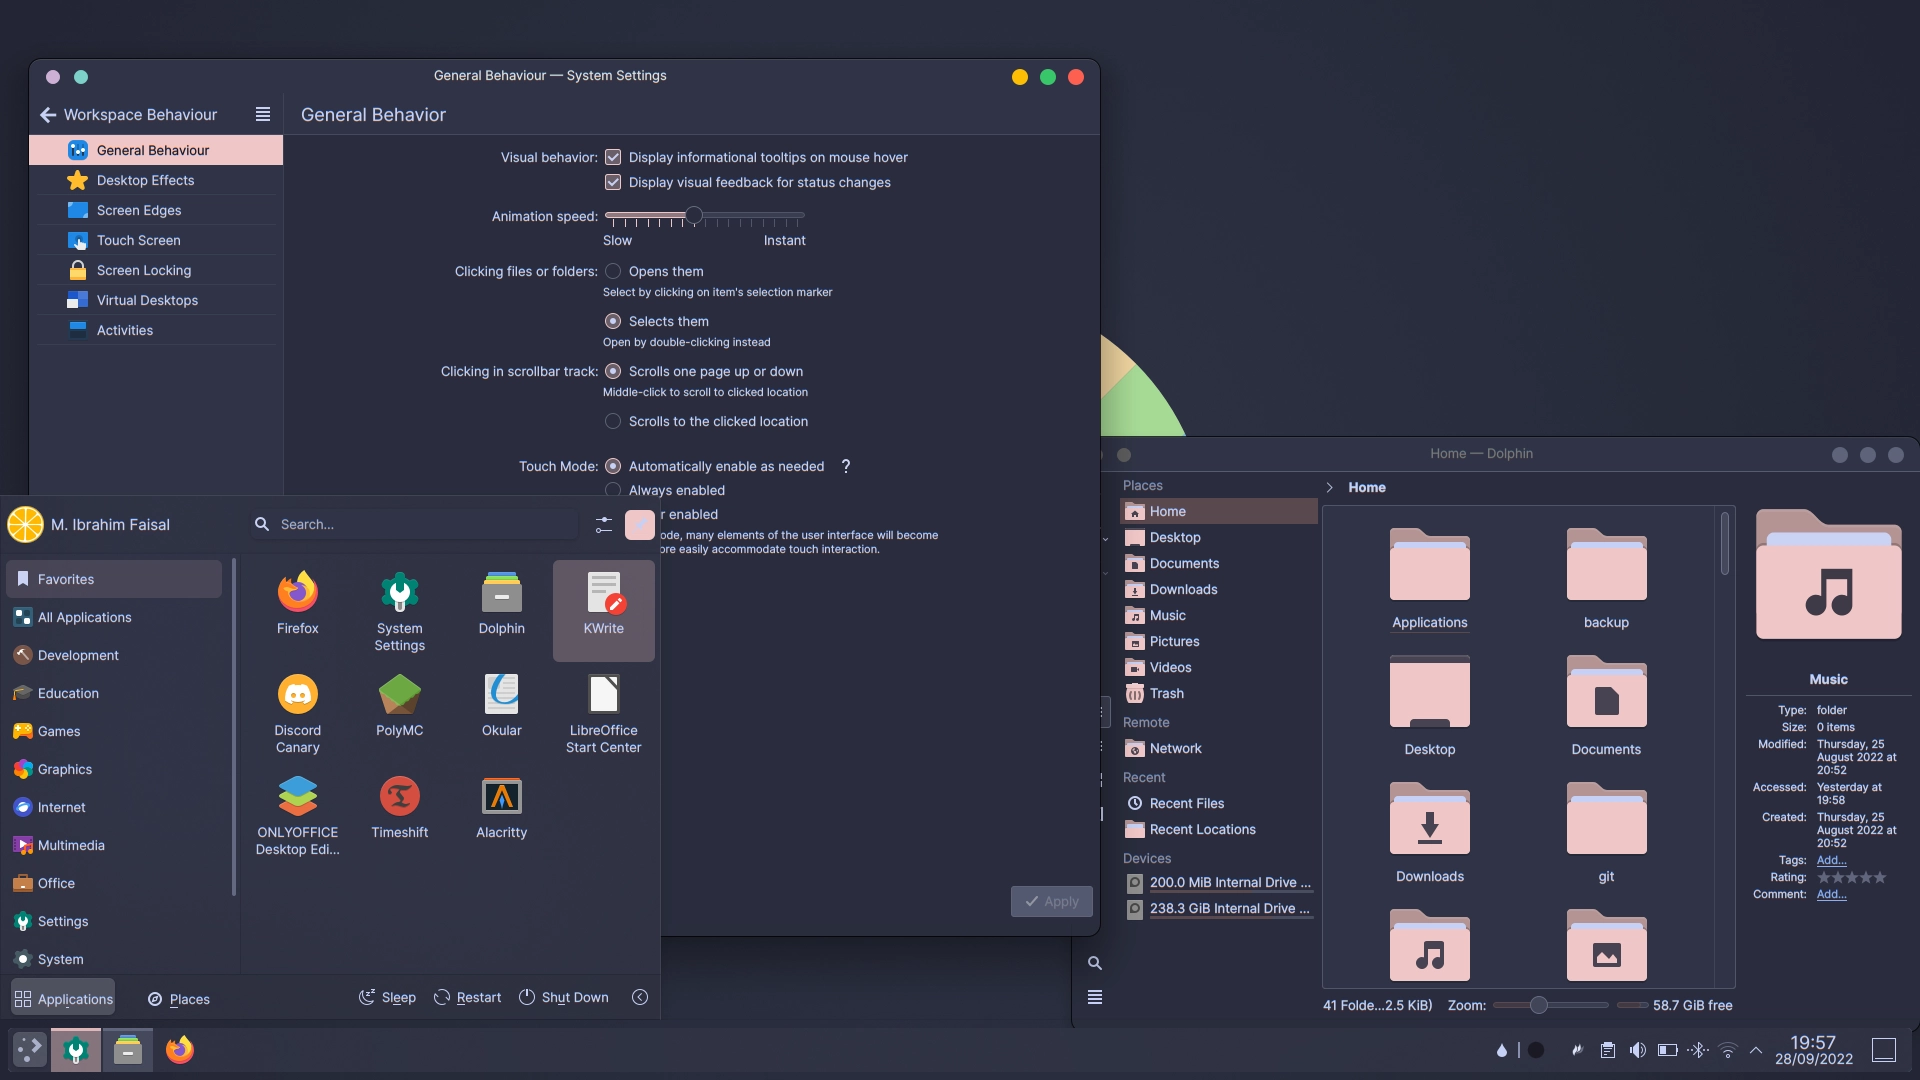 General Behaviour — System Settings
Workspace Behaviour
General Behavior
General Behaviour
Desktop Effects
Screen Edges
Touch Screen
Screen Locking
Virtual Desktops
Activities
Visual behavior: Display informational tooltips on mouse hover
Display visual feedback for status changes
Animation speed:
Slow Instant
Clicking files or folders: Opens them
Select by clicking on item's selection marker
Selects them
Open by double-clicking instead
Clicking in scrollbar track: Scrolls one page up or down
Middle-click to scroll to clicked location
Scrolls to the clicked location
Touch Mode: Automatically enable as needed ?
Always enabled
r enabled
ode, many elements of the user interface will become
ore easily accommodate touch interaction.
Apply
M. Ibrahim Faisal
Search...
Favorites
All Applications
Development
Education
Games
Graphics
Internet
Multimedia
Office
Settings
System
Firefox
System
Settings
Dolphin
KWrite
Discord
Canary
PolyMC
Okular
LibreOffice
Start Center
ONLYOFFICE
Desktop Edi...
Timeshift
Alacritty
Applications
Places
Sleep
Restart
Shut Down
Home — Dolphin
Places
Home
Desktop
Documents
Downloads
Music
Pictures
Videos
Trash
Remote
Network
Recent
Recent Files
Recent Locations
Devices
200.0 MiB Internal Drive ...
238.3 GiB Internal Drive ...
Home
Applications
backup
Desktop
Documents
Downloads
git
41 Folde...2.5 KiB)
Zoom:
58.7 GiB free
Music
Type: folder
Size: 0 items
Modified: Thursday, 25
August 2022 at
20:52
Accessed: Yesterday at
19:58
Created: Thursday, 25
August 2022 at
20:52
Tags: Add...
Rating:
Comment: Add...
19:57
28/09/2022